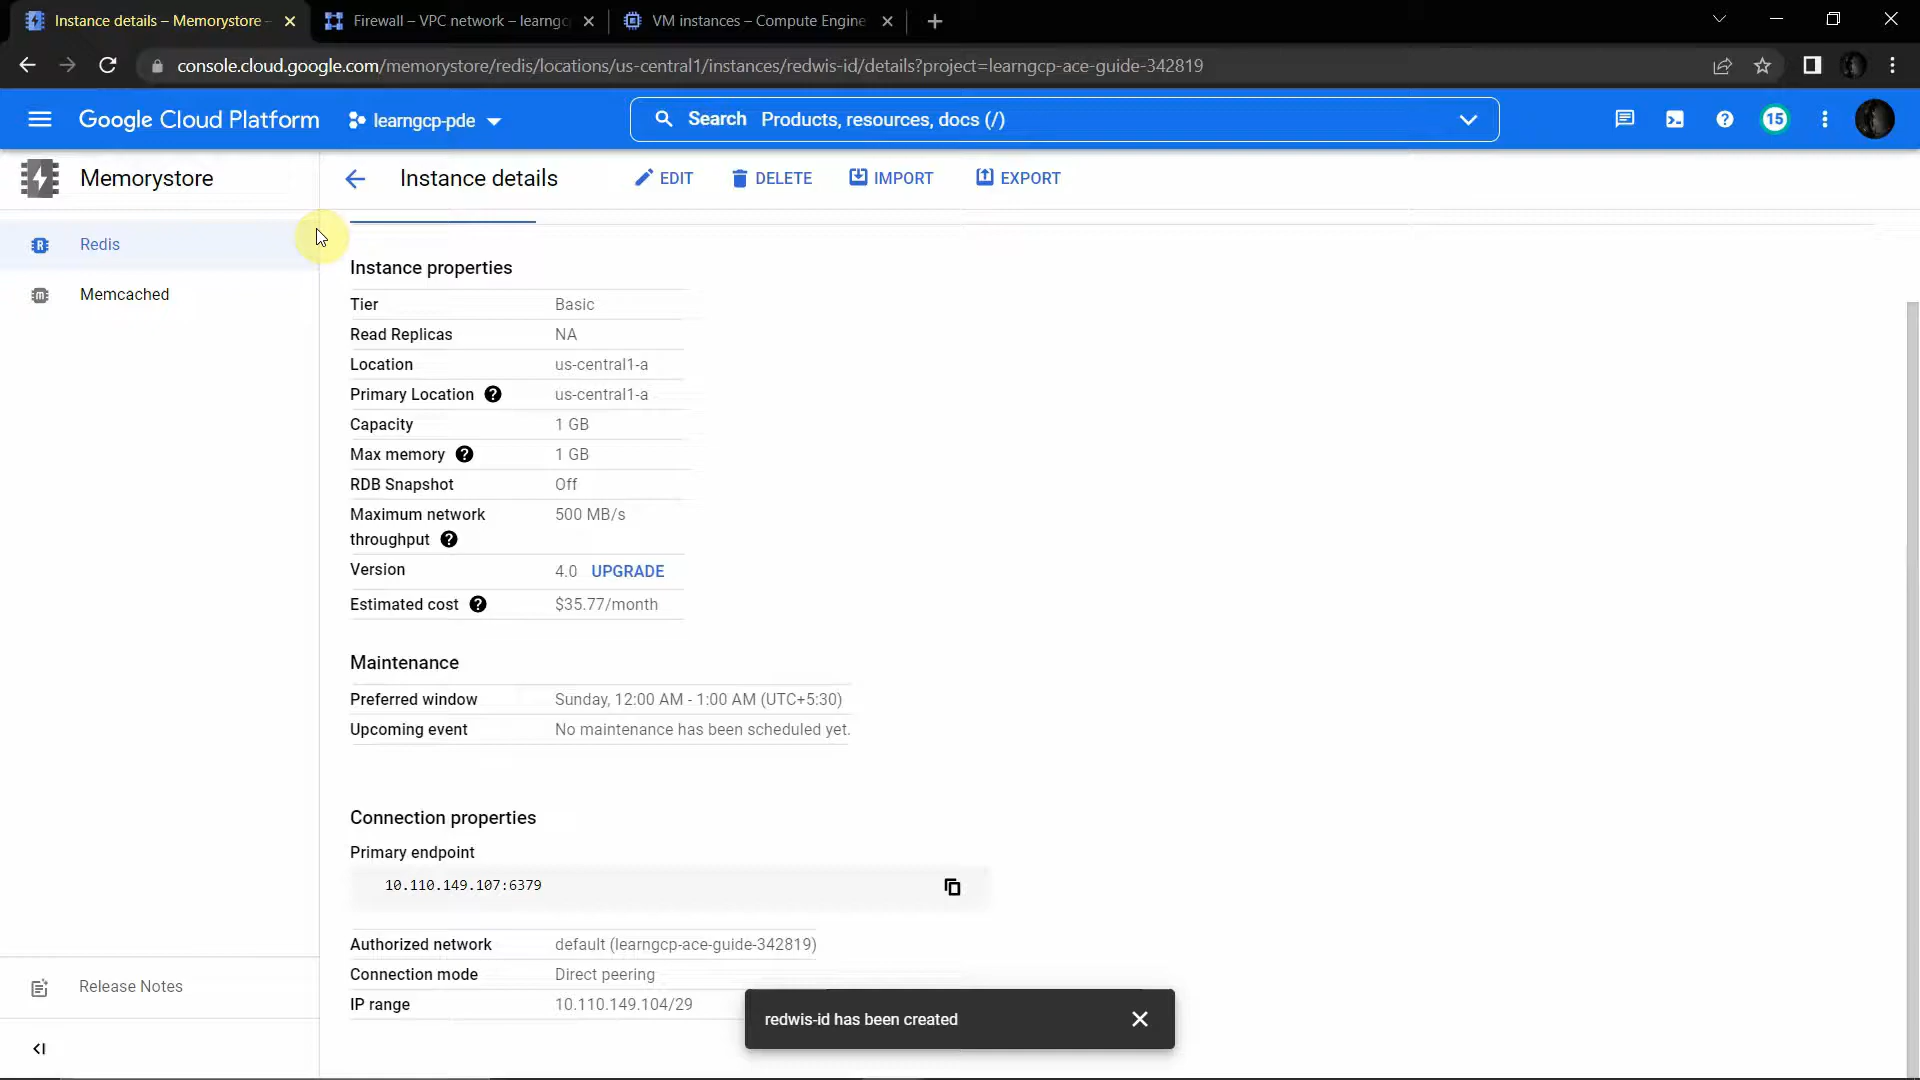 Instance details – Memorystore
Firewall – VPC network – learngc
VM instances – Compute Engine
console.cloud.google.com/memorystore/redis/locations/us-central1/instances/redwis-id/details?project=learngcp-ace-guide-342819
Google Cloud Platform
learngcp-pde
Search Products, resources, docs (/)
15
Memorystore
Instance details
EDIT
DELETE
IMPORT
EXPORT
Redis
Memcached
Instance properties
Tier Basic
Read Replicas NA
Location us-central1-a
Primary Location us-central1-a
Capacity 1 GB
Max memory 1 GB
RDB Snapshot Off
Maximum network 500 MB/s
throughput
Version 4.0 UPGRADE
Estimated cost $35.77/month
Maintenance
Preferred window Sunday, 12:00 AM - 1:00 AM (UTC+5:30)
Upcoming event No maintenance has been scheduled yet.
Connection properties
Primary endpoint
10.110.149.107:6379
Authorized network default (learngcp-ace-guide-342819)
Connection mode Direct peering
IP range 10.110.149.104/29
redwis-id has been created
Release Notes